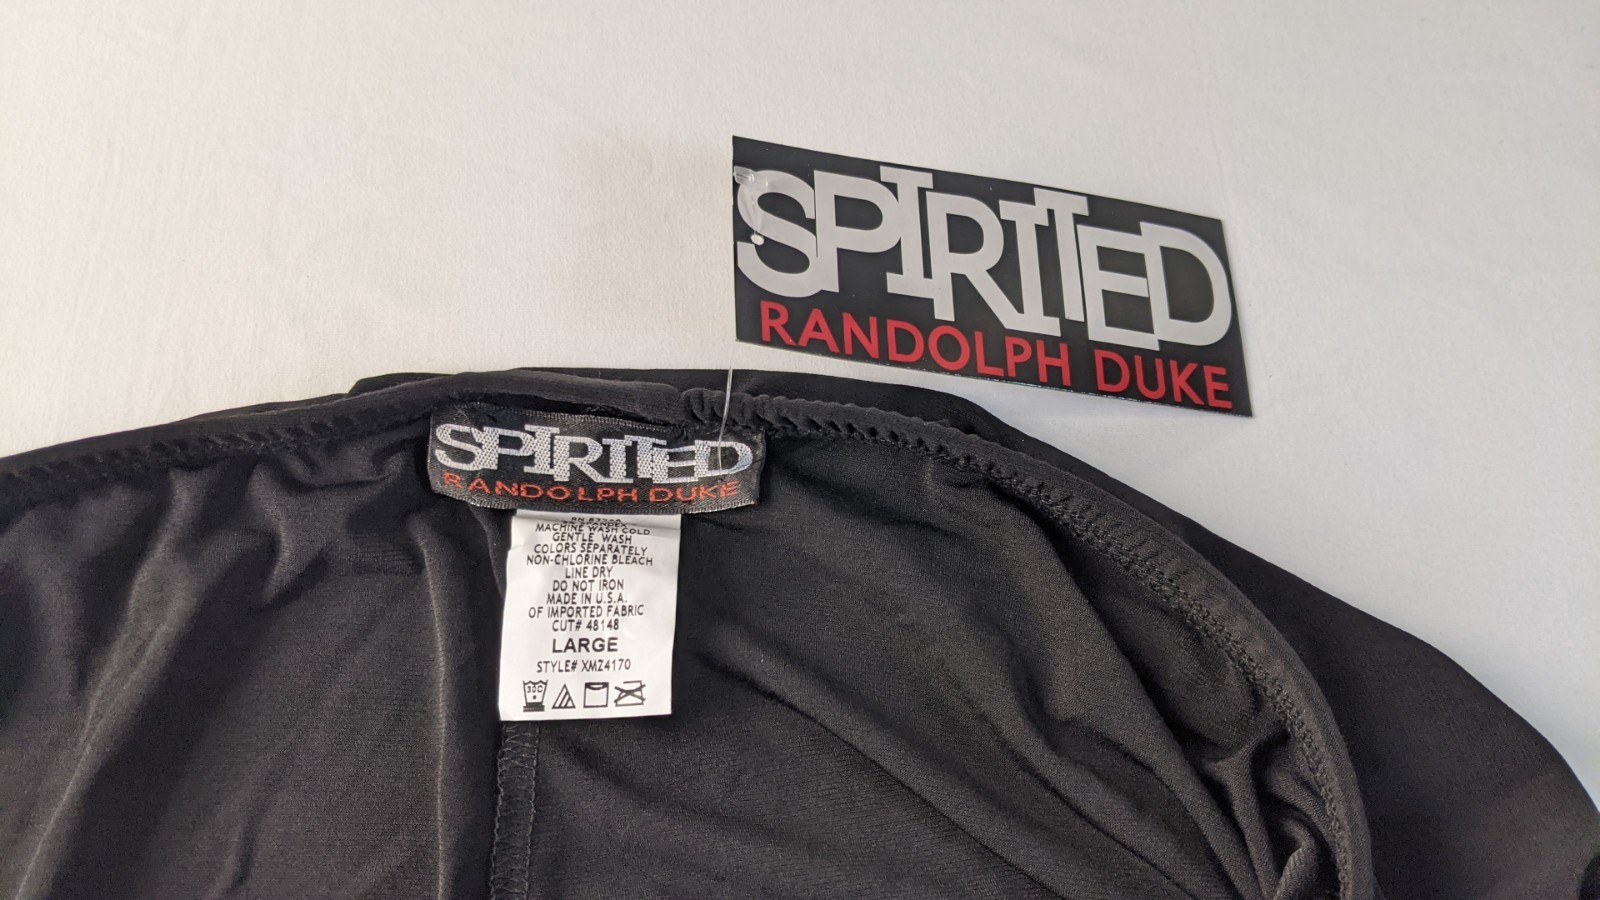 SPIRITED
RANDOLPH DUKE
SPIRITED
RANDOLPH DUKE
MACHINE WASH COLD
GENTLE WASH
COLORS SEPARATELY
NON-CHLORINE BLEACH
LINE DRY
DO NOT IRON
MADE IN U.S.A.
OF IMPORTED FABRIC
CUT# 48148
LARGE
STYLE# XMZ4170
30C